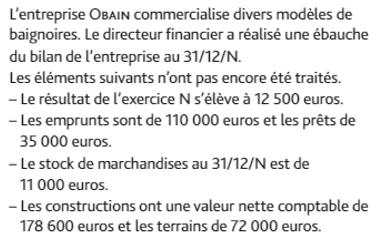 L'entreprise OBAIN commercialise divers modèles de
baignoires. Le directeur financier a réalisé une ébauche
du bilan de l'entreprise au 31/12/N.
Les éléments suivants n'ont pas encore été traités.
– Le résultat de l'exercice N s'élève à 12 500 euros.
– Les emprunts sont de 110 000 euros et les prêts de
35 000 euros.
– Le stock de marchandises au 31/12/N est de
11 000 euros.
– Les constructions ont une valeur nette comptable de
178 600 euros et les terrains de 72 000 euros.